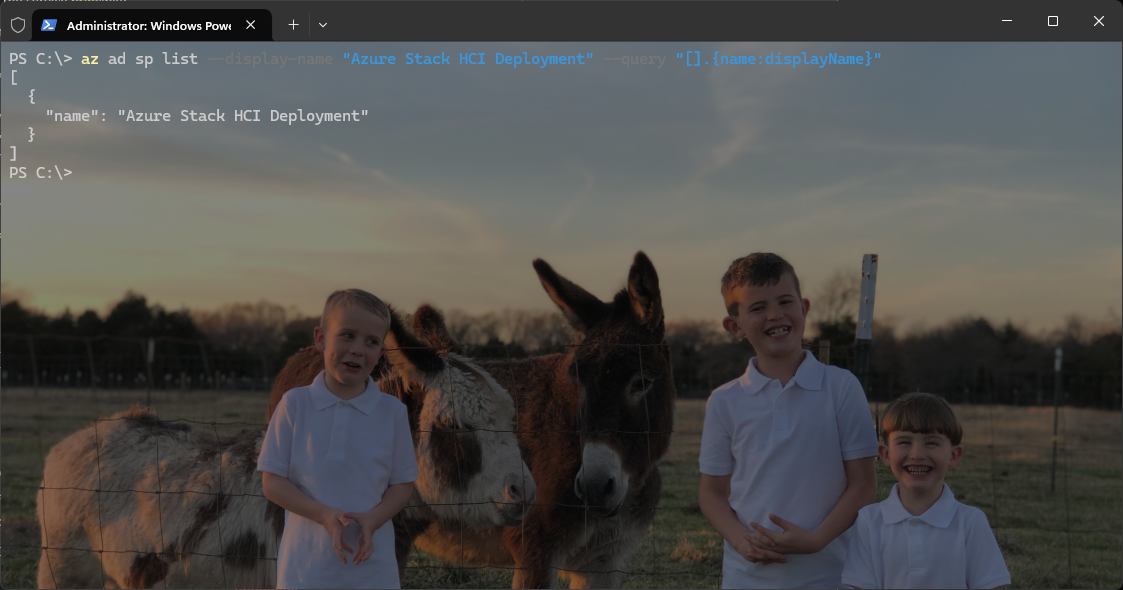 Administrator: Windows Powe
PS C:\> az ad sp list --display-name "Azure Stack HCI Deployment" --query "[].{name:displayName}"
[
  {
    "name": "Azure Stack HCI Deployment"
  }
]
PS C:\>